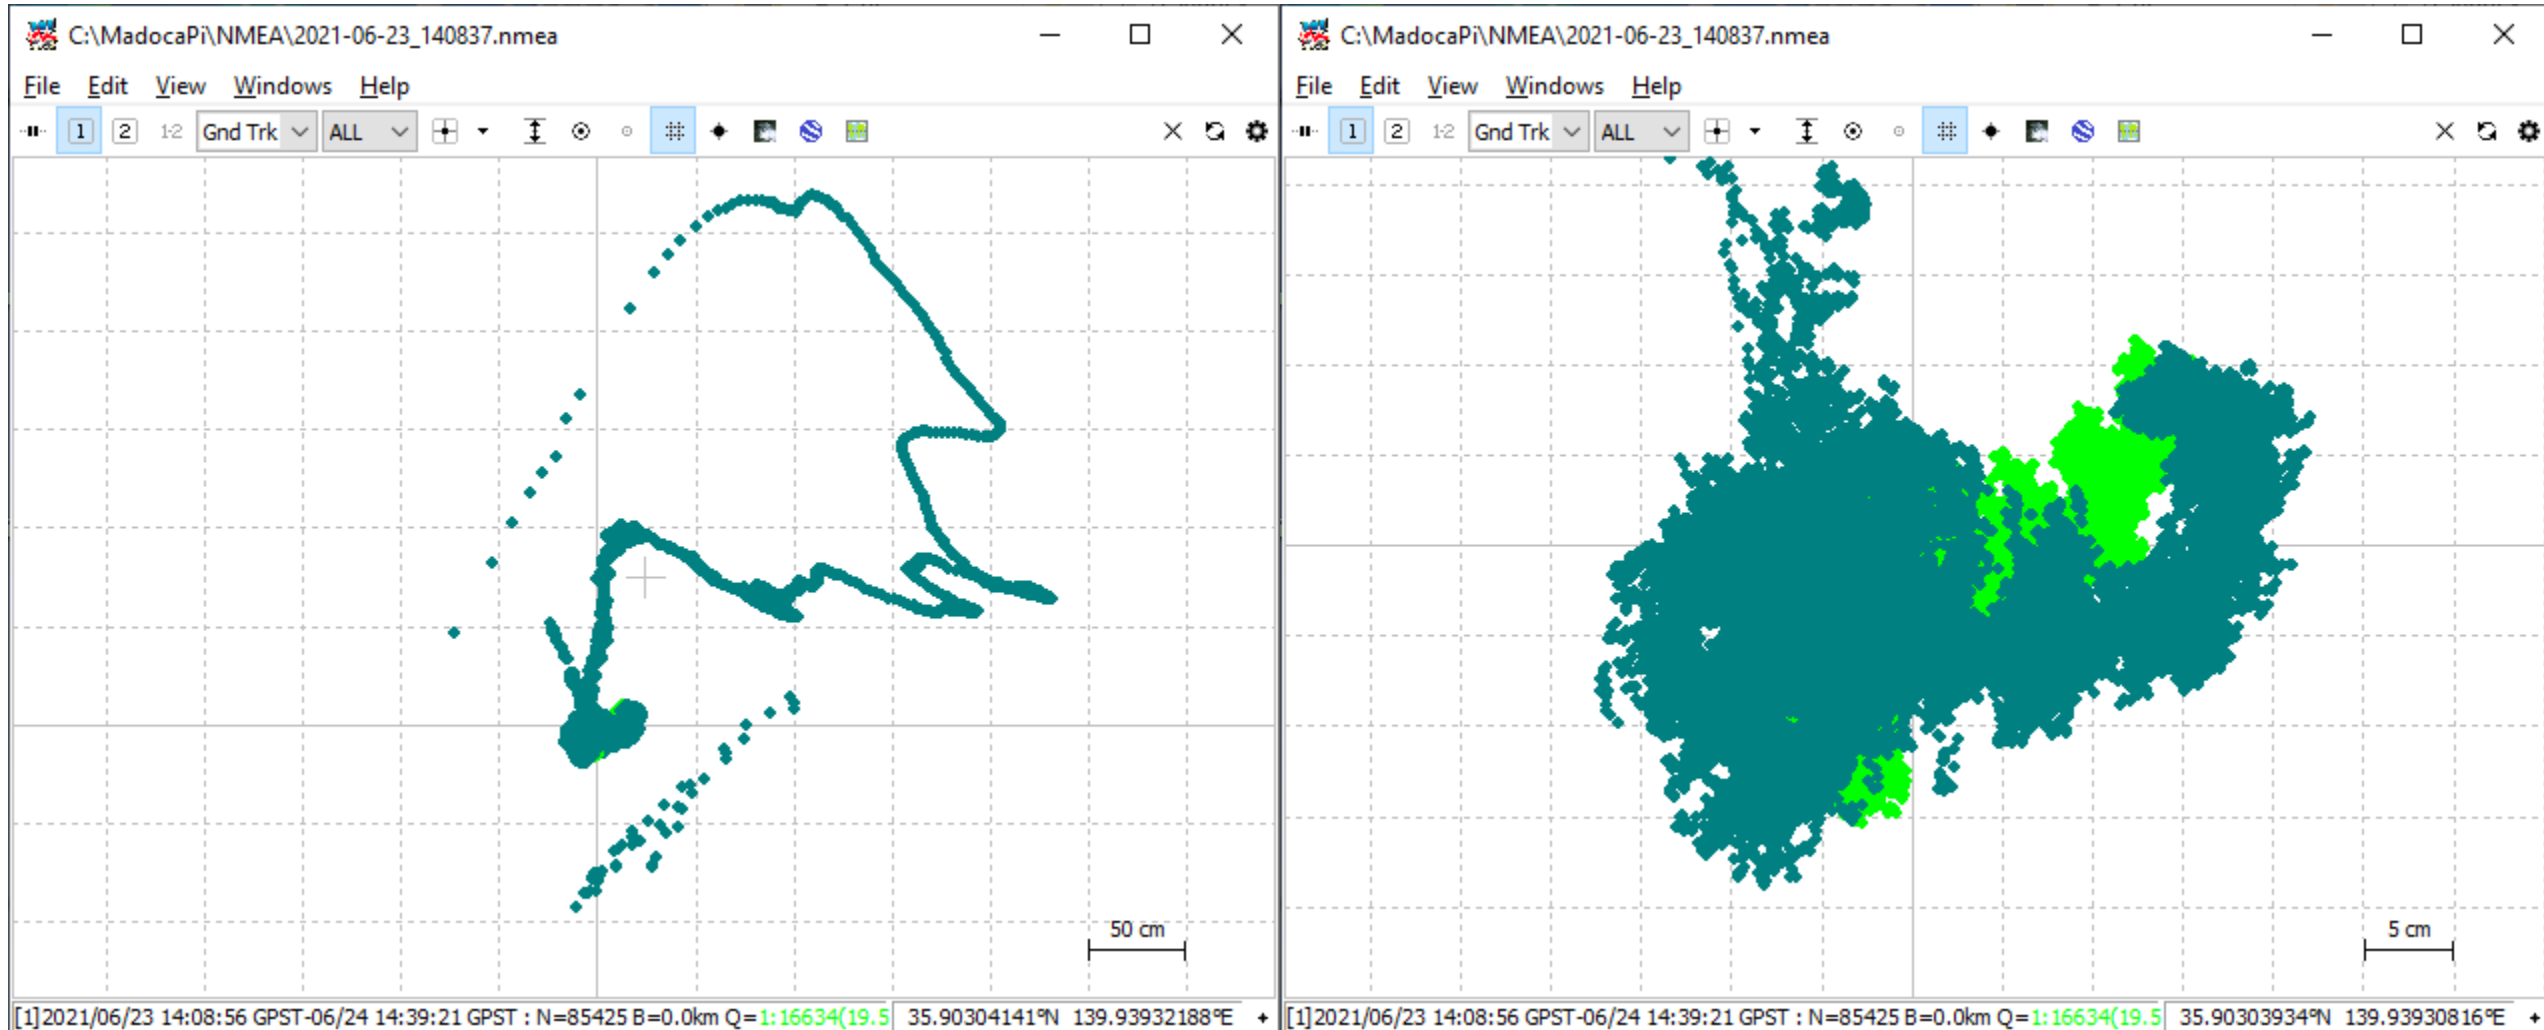 C:\MadocaPi\NMEA\2021-06-23_140837.nmea
File Edit View Windows Help
1 2 1-2 Gnd Trk ALL
50 cm
[1]2021/06/23 14:08:56 GPST-06/24 14:39:21 GPST : N=85425 B=0.0km Q=1:16634(19.5 35.90304141°N 139.93932188°E
C:\MadocaPi\NMEA\2021-06-23_140837.nmea
File Edit View Windows Help
1 2 1-2 Gnd Trk ALL
5 cm
[1]2021/06/23 14:08:56 GPST-06/24 14:39:21 GPST : N=85425 B=0.0km Q=1:16634(19.5 35.90303934°N 139.93930816°E